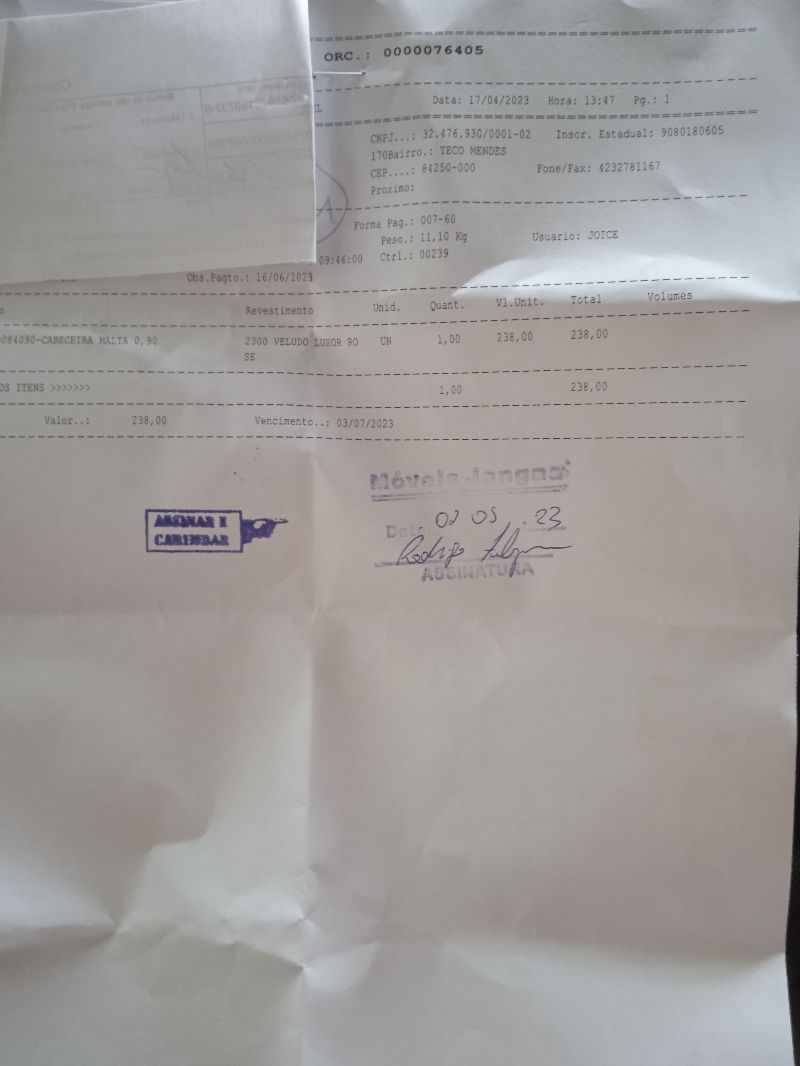 ORC.: 0000076405
Data: 17/04/2023 Hora: 13:47 Pg.: 1
CNPJ...: 32.476.930/0001-02 Inscr. Estadual: 9080180605
170Bairro.: TECO MENDES
CEP....: 84250-000 Fone/Fax: 4232781167
Proximo:
Forma Pag.: 007-60
Peso.: 11,10 Kg Usuario: JOICE
09:46:00 Ctrl.: 00239
Obs.Pagto.: 16/06/2023
Revestimento Unid. Quant. Vl.Unit. Total Volumes
084090-CABECEIRA MALTA 0,90 2300 VELUDO LUXOR RO UN 1,00 238,00 238,00
SE
OS ITENS >>>>>>> 1,00 238,00
Valor..: 238,00 Vencimento..: 03/07/2023
Móveis Jangada
ASSINAR E
CARIMBAR
Data 02 05 . 23
Rodrigo
ASSINATURA